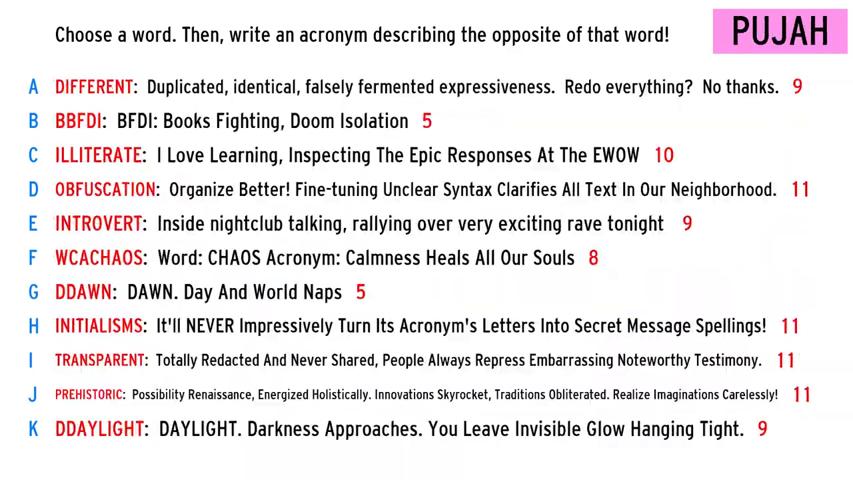 Choose a word. Then, write an acronym describing the opposite of that word!
PUJAH
A DIFFERENT: Duplicated, identical, falsely fermented expressiveness. Redo everything? No thanks. 9
B BBFDI: BFDI: Books Fighting, Doom Isolation 5
C ILLITERATE: I Love Learning, Inspecting The Epic Responses At The EWOW 10
D OBFUSCATION: Organize Better! Fine-tuning Unclear Syntax Clarifies All Text In Our Neighborhood. 11
E INTROVERT: Inside nightclub talking, rallying over very exciting rave tonight 9
F WCACHAOS: Word: CHAOS Acronym: Calmness Heals All Our Souls 8
G DDAWN: DAWN. Day And World Naps 5
H INITIALISMS: It'll NEVER Impressively Turn Its Acronym's Letters Into Secret Message Spellings! 11
I TRANSPARENT: Totally Redacted And Never Shared, People Always Repress Embarrassing Noteworthy Testimony. 11
J PREHISTORIC: Possibility Renaissance, Energized Holistically. Innovations Skyrocket, Traditions Obliterated. Realize Imaginations Carelessly! 11
K DDAYLIGHT: DAYLIGHT. Darkness Approaches. You Leave Invisible Glow Hanging Tight. 9